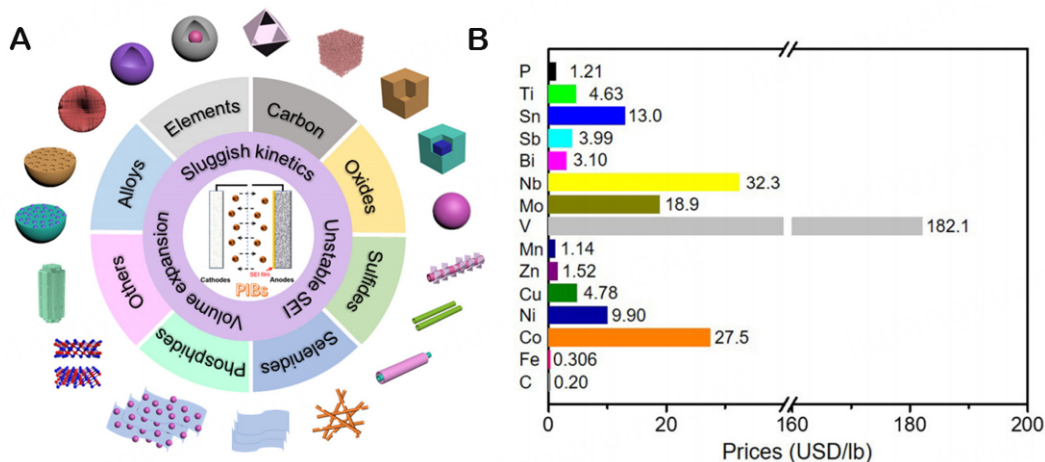 A
Elements
Carbon
Oxides
Sulfides
Selenides
Phosphides
Others
Alloys
Sluggish kinetics
Unstable SEI
Volume expansion
Cathodes
SEI film
Anodes
PIBs
B
P 1.21
Ti 4.63
Sn 13.0
Sb 3.99
Bi 3.10
Nb 32.3
Mo 18.9
V 182.1
Mn 1.14
Zn 1.52
Cu 4.78
Ni 9.90
Co 27.5
Fe 0.306
C 0.20
0 20 160 180 200
Prices (USD/lb)